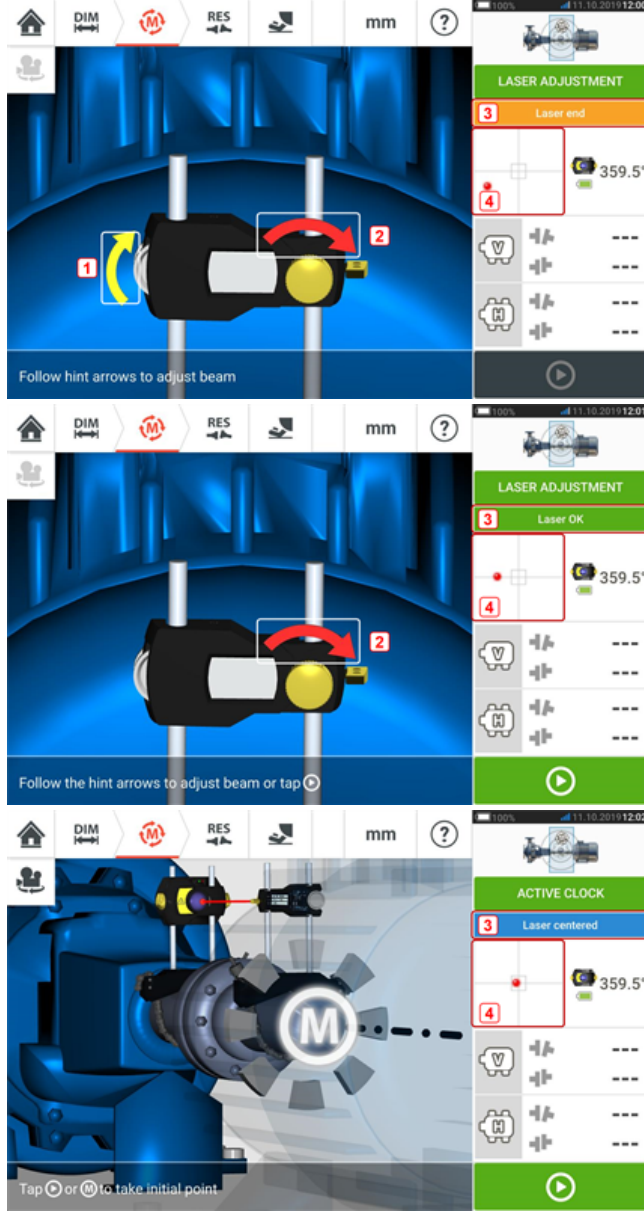 DIM
M
RES
mm
?
100%
11.10.2019 12:00
LASER ADJUSTMENT
3
Laser end
4
359.5°
1
2
V
---
---
H
---
---
Follow hint arrows to adjust beam
DIM
M
RES
mm
?
100%
11.10.2019 12:01
LASER ADJUSTMENT
3
Laser OK
4
359.5°
2
V
---
---
H
---
---
Follow the hint arrows to adjust beam or tap
DIM
M
RES
mm
?
100%
11.10.2019 12:02
ACTIVE CLOCK
3
Laser centered
4
359.5°
M
V
---
---
H
---
---
Tap or M to take initial point